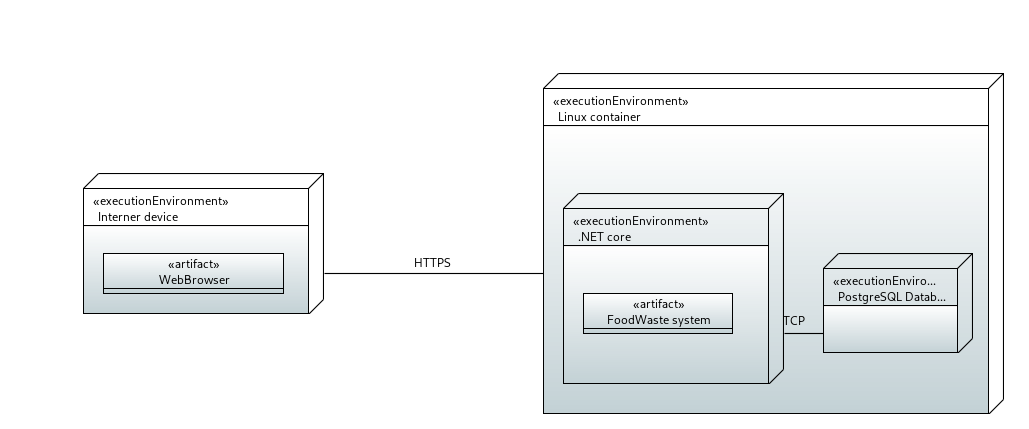 «executionEnvironment»
Linux container
«executionEnvironment»
Interner device
«artifact»
WebBrowser
HTTPS
«executionEnvironment»
.NET core
«artifact»
FoodWaste system
TCP
«executionEnviro...
PostgreSQL Datab...